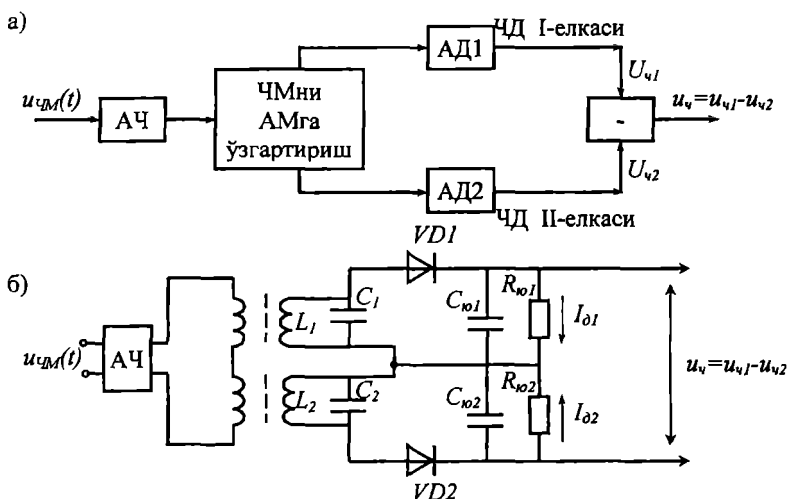 а)
ЧД I-елкаси
АД1
U_ч1
u_ЧМ(t)
АЧ
ЧМни
АМга
ўзгартириш
-
u_ч=u_ч1-u_ч2
U_ч2
АД2
ЧД II-елкаси
б)
VD1
C_1
L_1
C_ю1
R_ю1
I_д1
u_ЧМ(t)
АЧ
u_ч=u_ч1-u_ч2
L_2
C_2
C_ю2
R_ю2
I_д2
VD2